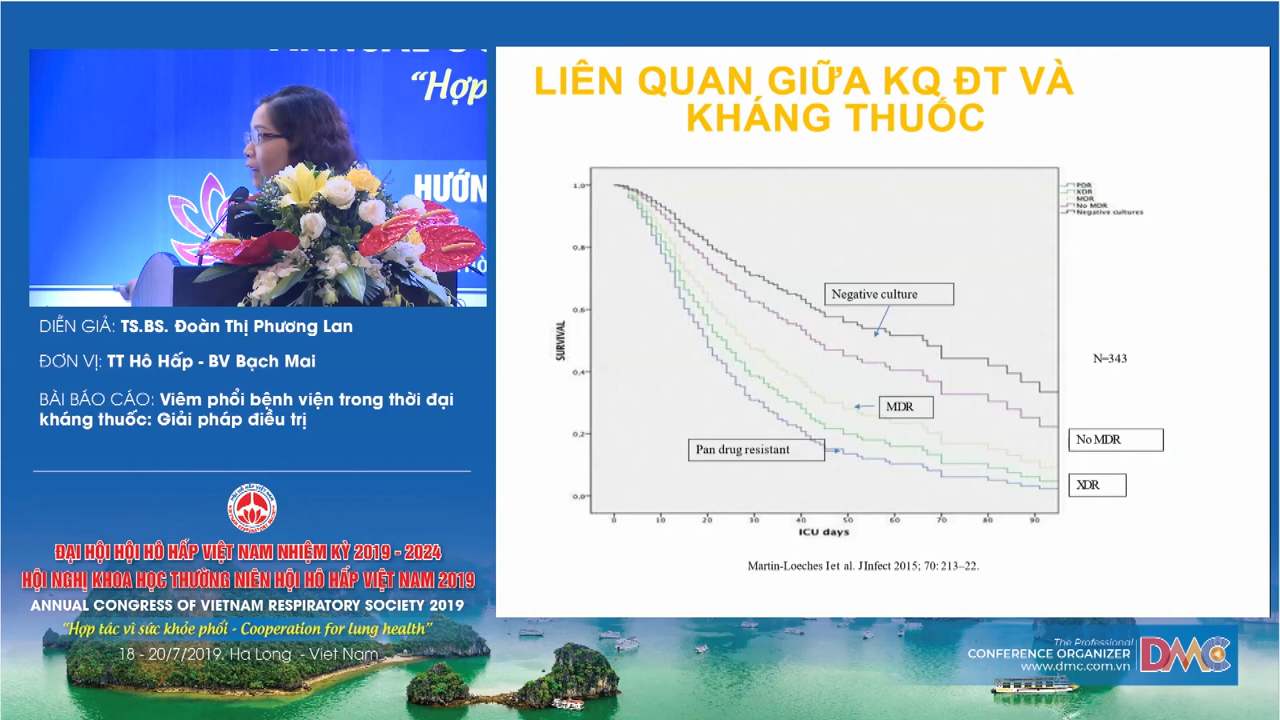 “Hợp
HƯỚN
DIỄN GIẢ: TS.BS. Đoàn Thị Phương Lan
ĐƠN VỊ: TT Hô Hấp - BV Bạch Mai
BÀI BÁO CÁO: Viêm phổi bệnh viện trong thời đại
kháng thuốc: Giải pháp điều trị
ĐẠI HỘI HỘI HÔ HẤP VIỆT NAM NHIỆM KỲ 2019 - 2024
HỘI NGHỊ KHOA HỌC THƯỜNG NIÊN HỘI HÔ HẤP VIỆT NAM 2019
ANNUAL CONGRESS OF VIETNAM RESPIRATORY SOCIETY 2019
“Hợp tác vì sức khỏe phổi - Cooperation for lung health”
18 - 20/7/2019. Ha Long - Viet Nam
LIÊN QUAN GIỮA KQ ĐT VÀ
KHÁNG THUỐC
PDR
XDR
MDR
No MDR
Negative cultures
1,0
0,8
0,6
0,4
0,2
0,0
SURVIVAL
Negative culture
MDR
Pan drug resistant
N=343
No MDR
XDR
0 10 20 30 40 50 60 70 80 90
ICU days
Martin-Loeches Iet al. JInfect 2015; 70: 213–22.
The Professional
CONFERENCE ORGANIZER
www.dmc.com.vn
DMC